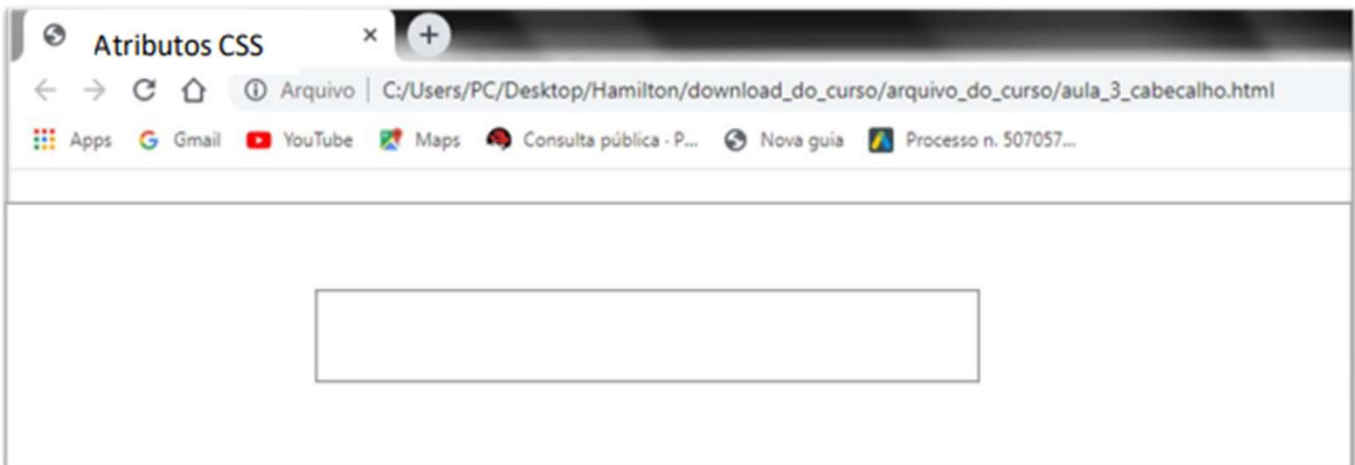 Atributos CSS
Arquivo | C:/Users/PC/Desktop/Hamilton/download_do_curso/arquivo_do_curso/aula_3_cabecalho.html
Apps Gmail YouTube Maps Consulta pública · P... Nova guia Processo n. 507057...